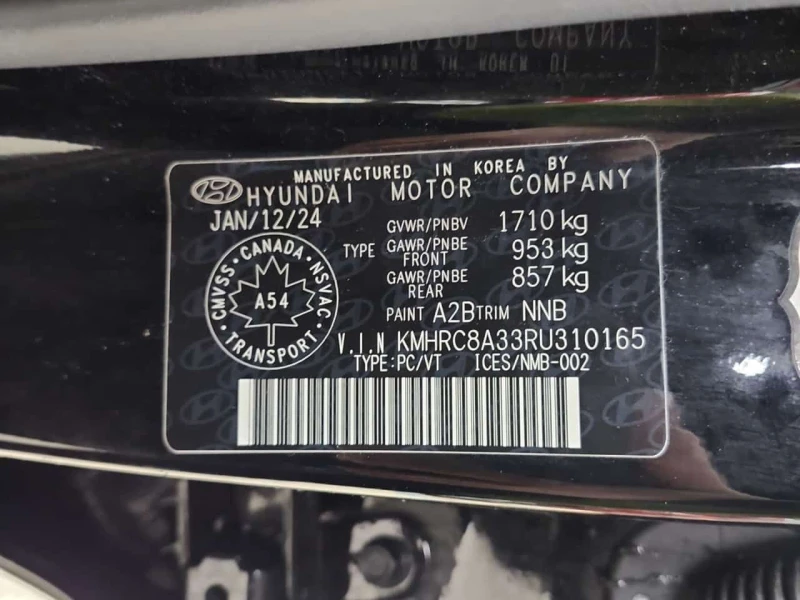 MANUFACTURED IN KOREA BY
HYUNDAI MOTOR COMPANY
JAN/12/24
GVWR/PNBV 1710 kg
TYPE GAWR/PNBE FRONT 953 kg
GAWR/PNBE REAR 857 kg
CMVSS · CANADA · NSVAC · TRANSPORT ·
A54
PAINT A2B TRIM NNB
V.I.N KMHRC8A33RU310165
TYPE:PC/VT ICES/NMB-002